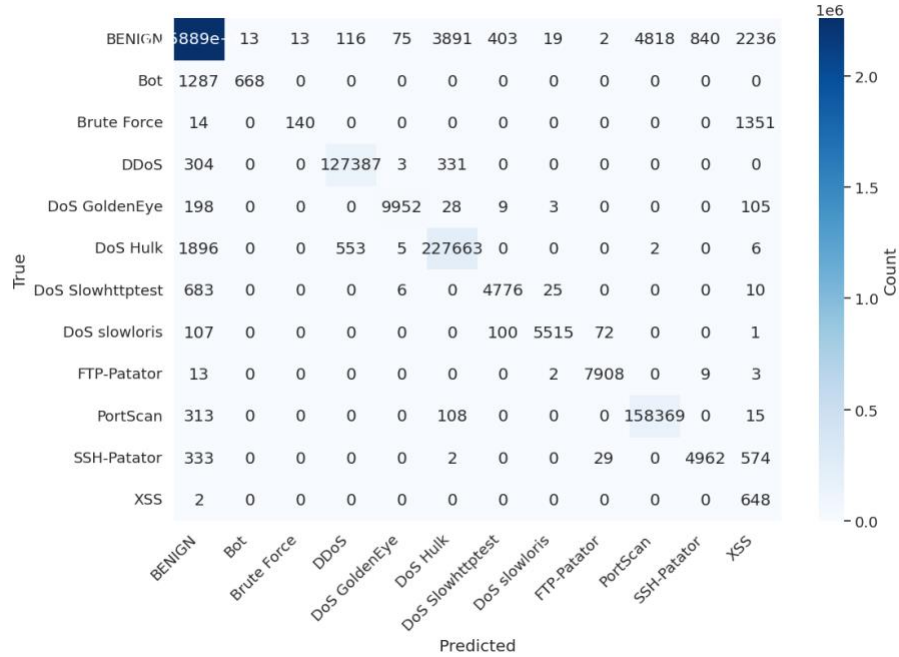 1e6
BENIGN 13 13 116 75 3891 403 19 2 4818 840 2236
Bot 1287 668 0 0 0 0 0 0 0 0 0 0
Brute Force 14 0 140 0 0 0 0 0 0 0 0 1351
DDoS 304 0 0 127387 3 331 0 0 0 0 0 0
DoS GoldenEye 198 0 0 0 9952 28 9 3 0 0 0 105
DoS Hulk 1896 0 0 553 5 227663 0 0 0 2 0 6
DoS Slowhttptest 683 0 0 0 6 0 4776 25 0 0 0 10
DoS slowloris 107 0 0 0 0 0 100 5515 72 0 0 1
FTP-Patator 13 0 0 0 0 0 0 2 7908 0 9 3
PortScan 313 0 0 0 0 108 0 0 0 158369 0 15
SSH-Patator 333 0 0 0 0 2 0 0 29 0 4962 574
XSS 2 0 0 0 0 0 0 0 0 0 0 648
True
BENIGN Bot Brute Force DDoS DoS GoldenEye DoS Hulk DoS Slowhttptest DoS slowloris FTP-Patator PortScan SSH-Patator XSS
Predicted
2.0
1.5
1.0
0.5
0.0
Count